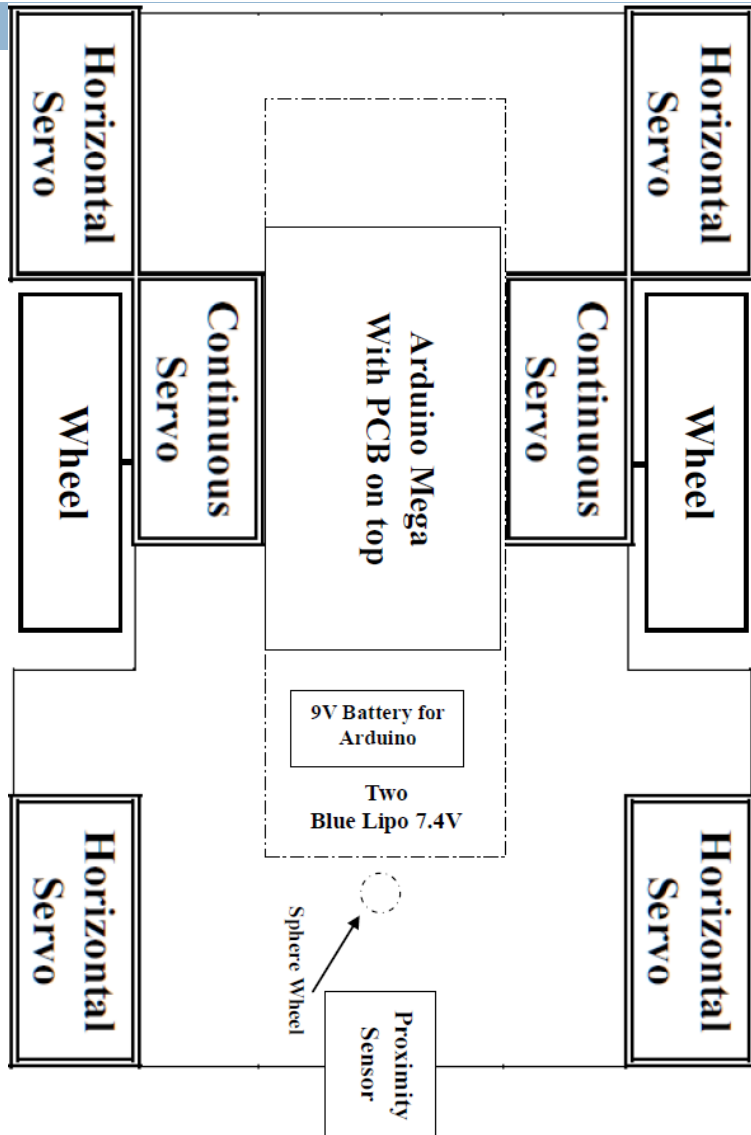 Horizontal
Servo
Horizontal
Servo
Continuous
Servo
Arduino Mega
With PCB on top
Continuous
Servo
Wheel
Wheel
9V Battery for
Arduino
Two
Blue Lipo 7.4V
Horizontal
Servo
Horizontal
Servo
Sphere Wheel
Proximity
Sensor